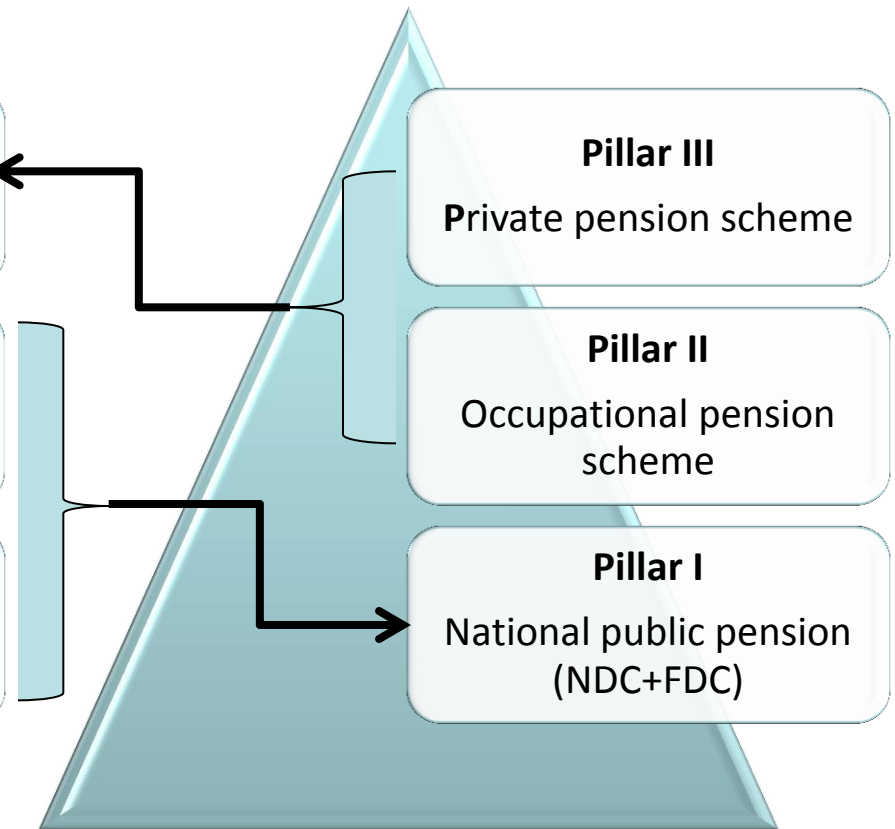 Pillar III
Private pension scheme
Pillar II
Occupational pension
scheme
Pillar I
National public pension
(NDC+FDC)